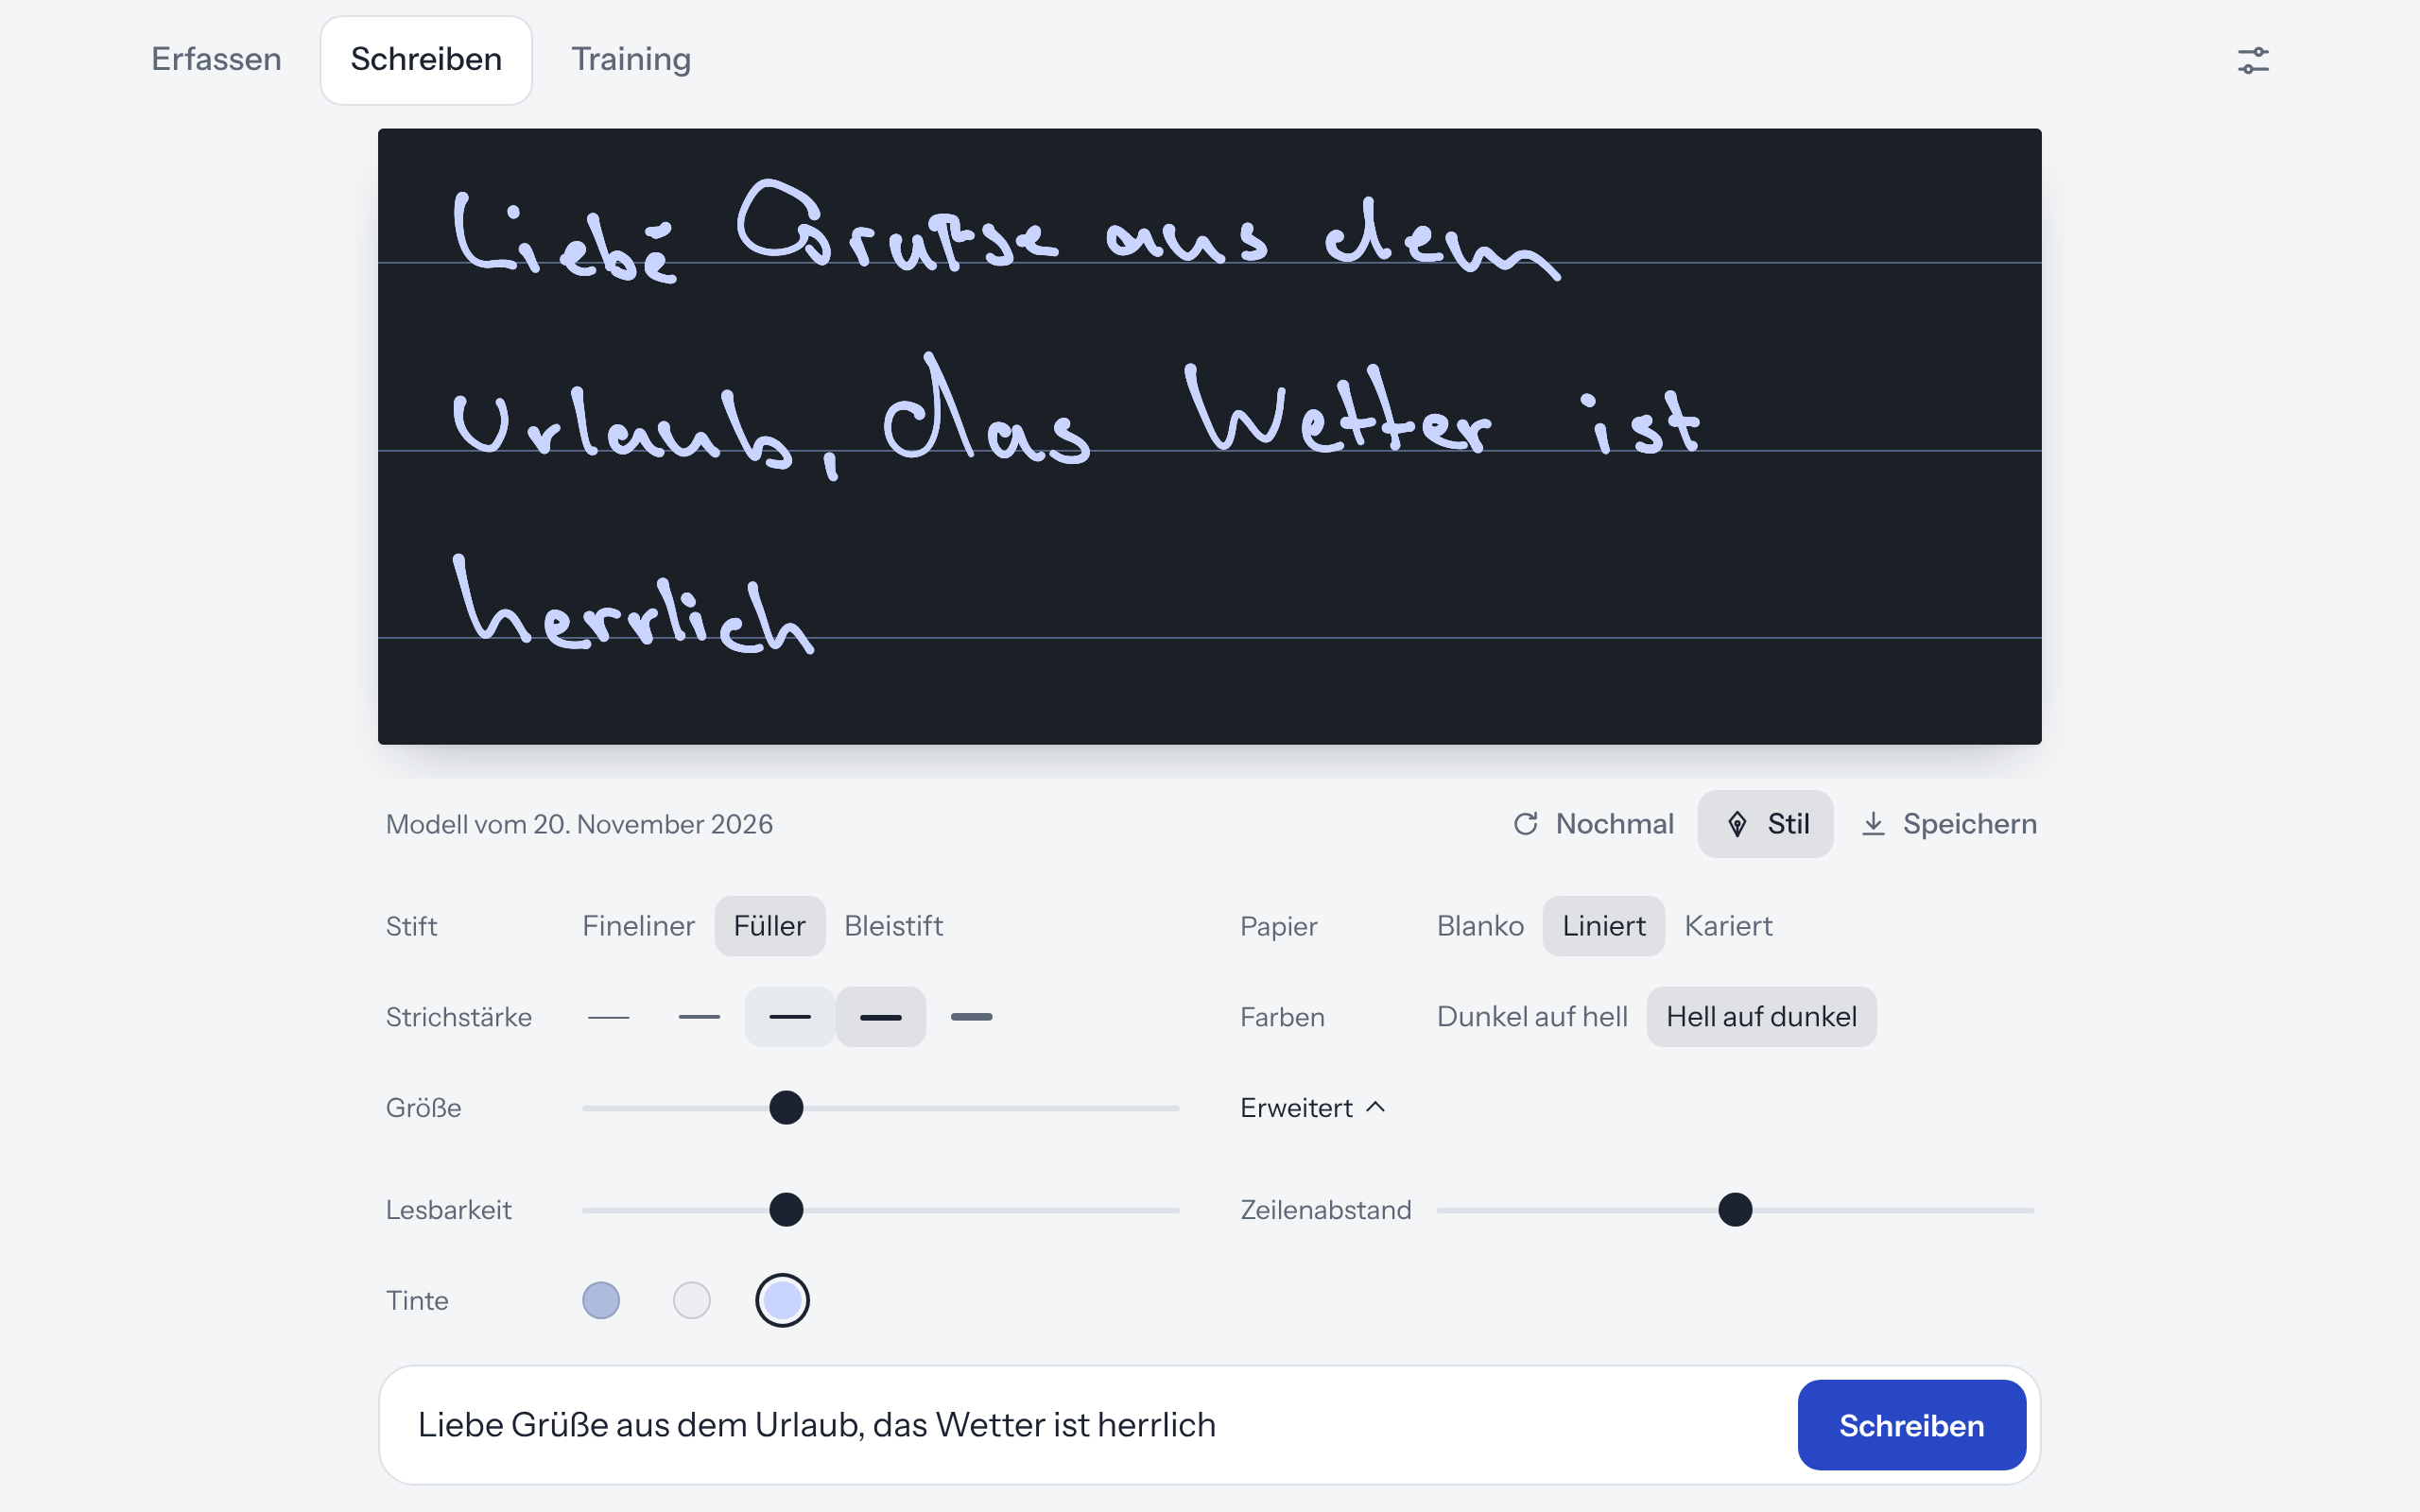 Erfassen Schreiben Training
Liebe Grüße aus dem
Urlaub, das Wetter ist
herrlich
Modell vom 20. November 2026 Nochmal Stil Speichern
Stift Fineliner Füller Bleistift Papier Blanko Liniert Kariert
Strichstärke Farben Dunkel auf hell Hell auf dunkel
Größe Erweitert
Lesbarkeit Zeilenabstand
Tinte
Liebe Grüße aus dem Urlaub, das Wetter ist herrlich Schreiben